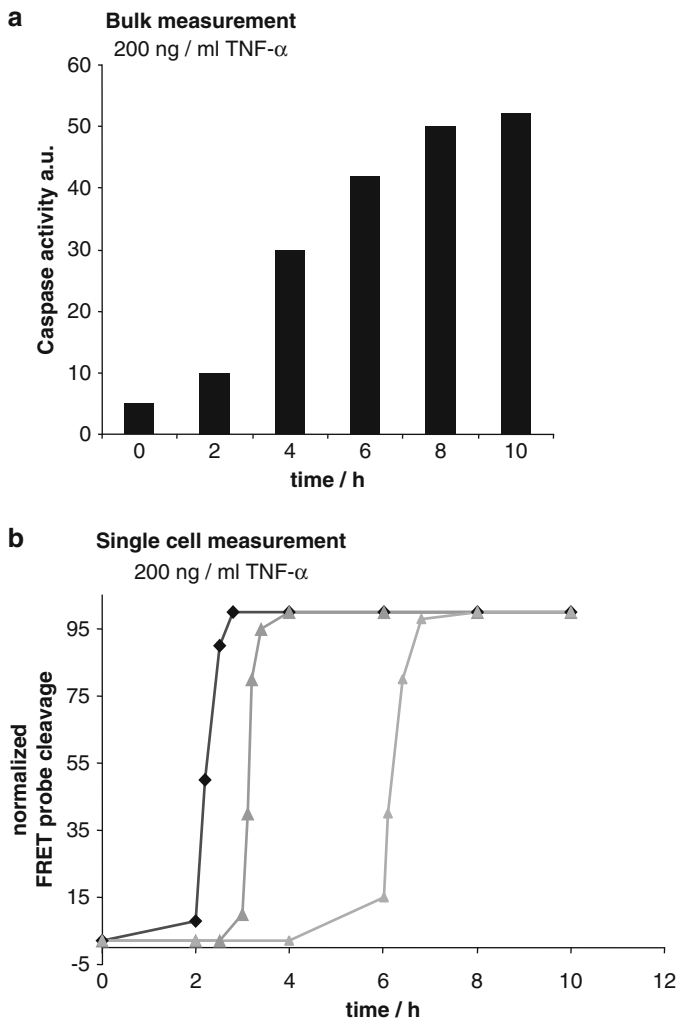 a
Bulk measurement
200 ng / ml TNF-α
60
50
40
30
20
10
0
Caspase activity a.u.
0 2 4 6 8 10
time / h
b
Single cell measurement
200 ng / ml TNF-α
95
75
55
35
15
-5
normalized
FRET probe cleavage
0 2 4 6 8 10 12
time / h